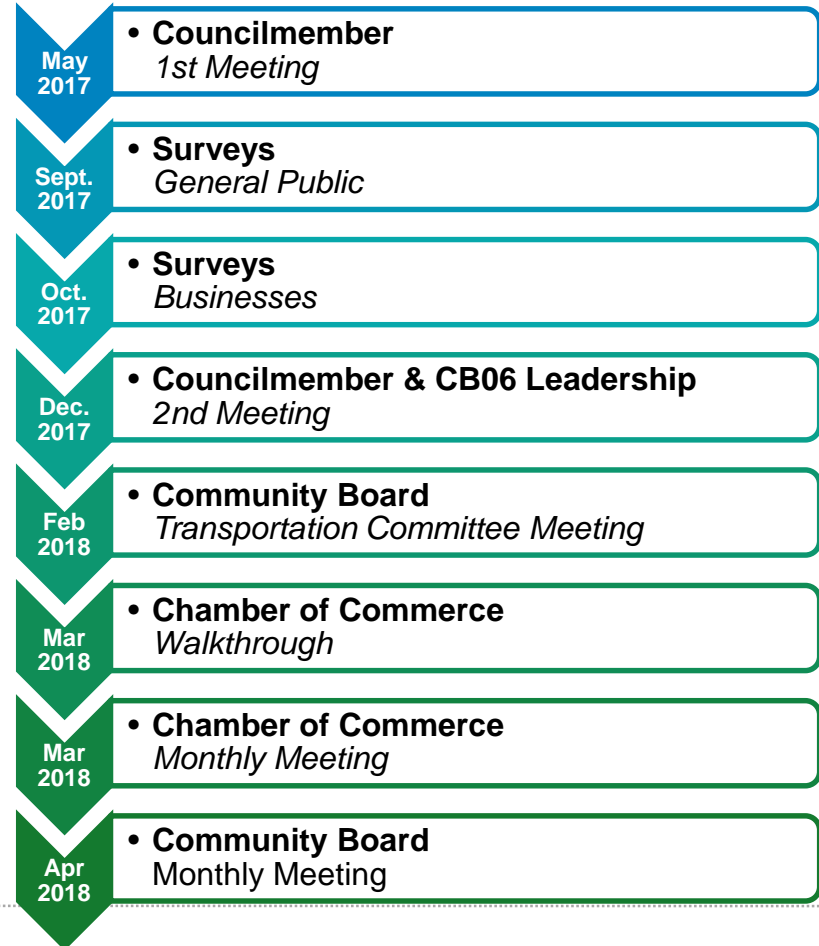 May
2017
• Councilmember
1st Meeting
Sept.
2017
• Surveys
General Public
Oct.
2017
• Surveys
Businesses
Dec.
2017
• Councilmember & CB06 Leadership
2nd Meeting
Feb
2018
• Community Board
Transportation Committee Meeting
Mar
2018
• Chamber of Commerce
Walkthrough
Mar
2018
• Chamber of Commerce
Monthly Meeting
Apr
2018
• Community Board
Monthly Meeting